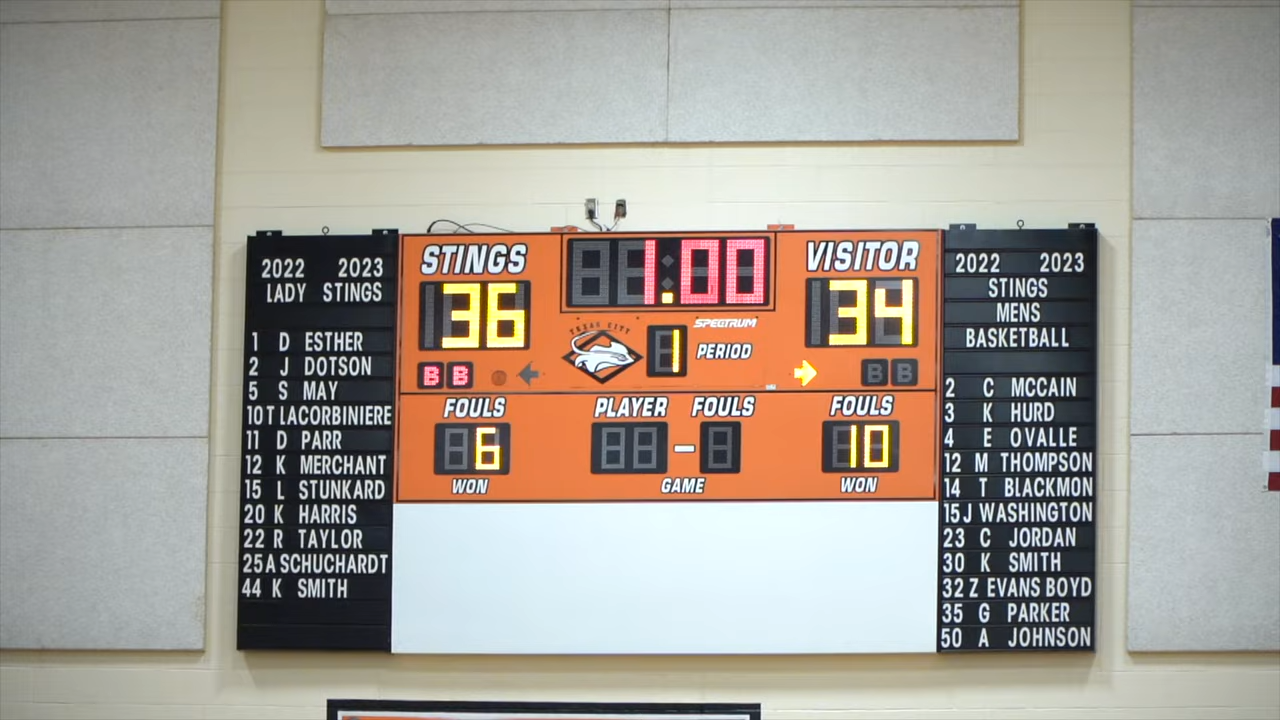 2022 2023
LADY STINGS
1 D ESTHER
2 J DOTSON
5 S MAY
10 T LACORBINIERE
11 D PARR
12 K MERCHANT
15 L STUNKARD
20 K HARRIS
22 R TAYLOR
25 A SCHUCHARDT
44 K SMITH
STINGS
36
1:00
VISITOR
34
TEXAS CITY
SPECTRUM
1 PERIOD
B B
B B
FOULS
6
WON
PLAYER FOULS
GAME
FOULS
10
WON
2022 2023
STINGS
MENS
BASKETBALL
2 C MCCAIN
3 K HURD
4 E OVALLE
12 M THOMPSON
14 T BLACKMON
15 J WASHINGTON
23 C JORDAN
30 K SMITH
32 Z EVANS BOYD
35 G PARKER
50 A JOHNSON